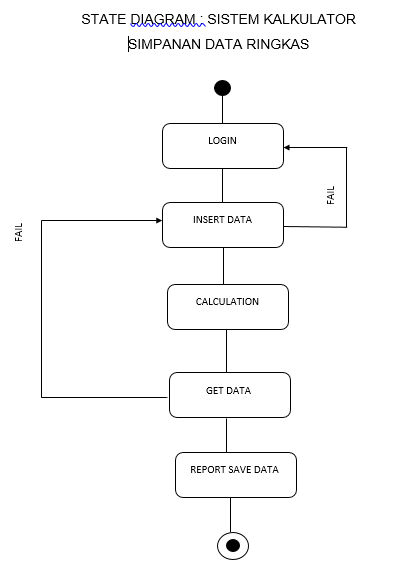 STATE DIAGRAM : SISTEM KALKULATOR
SIMPANAN DATA RINGKAS
LOGIN
FAIL
INSERT DATA
FAIL
CALCULATION
GET DATA
REPORT SAVE DATA